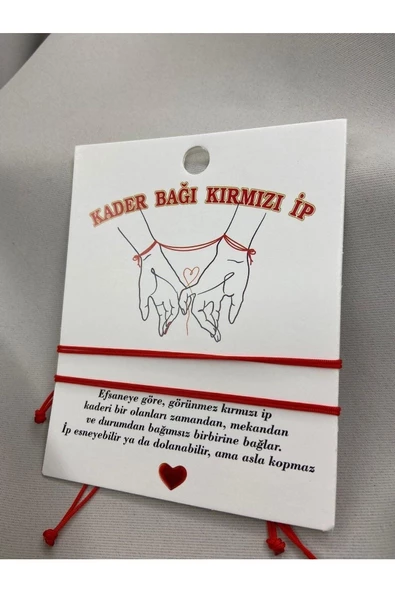 KADER BAĞI KIRMIZI İP
Efsaneye göre, görünmez kırmızı ip
kaderi bir olanları zamandan, mekandan
ve durumdan bağımsız birbirine bağlar.
İp esneyebilir ya da dolanabilir, ama asla kopmaz